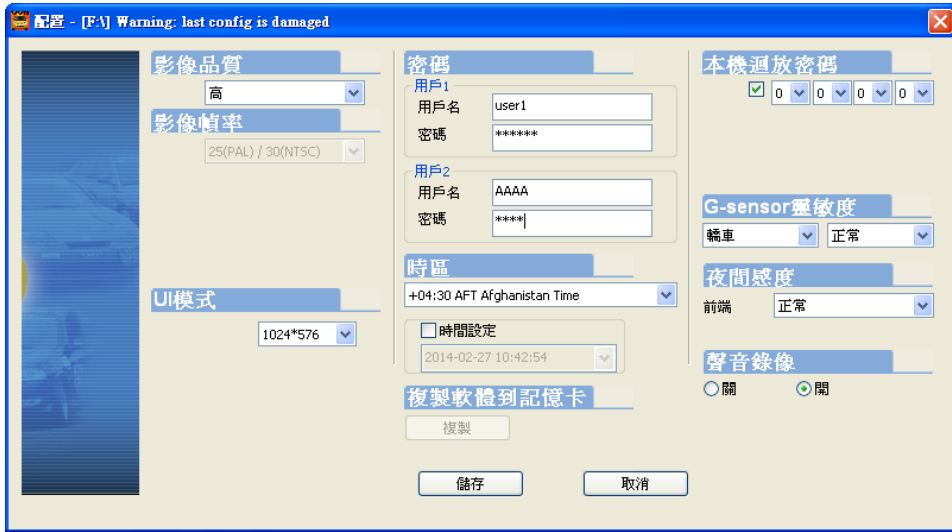 配置 - [F:\] Warning: last config is damaged
影像品質
高
影像幀率
25(PAL) / 30(NTSC)
UI模式
1024*576
密碼
用戶1
用戶名 user1
密碼 ******
用戶2
用戶名 AAAA
密碼 ****
時區
+04:30 AFT Afghanistan Time
時間設定
2014-02-27 10:42:54
複製軟體到記憶卡
複製
儲存 取消
本機迴放密碼
0 0 0 0
G-sensor靈敏度
轎車 正常
夜間感度
前端 正常
聲音錄像
關 開